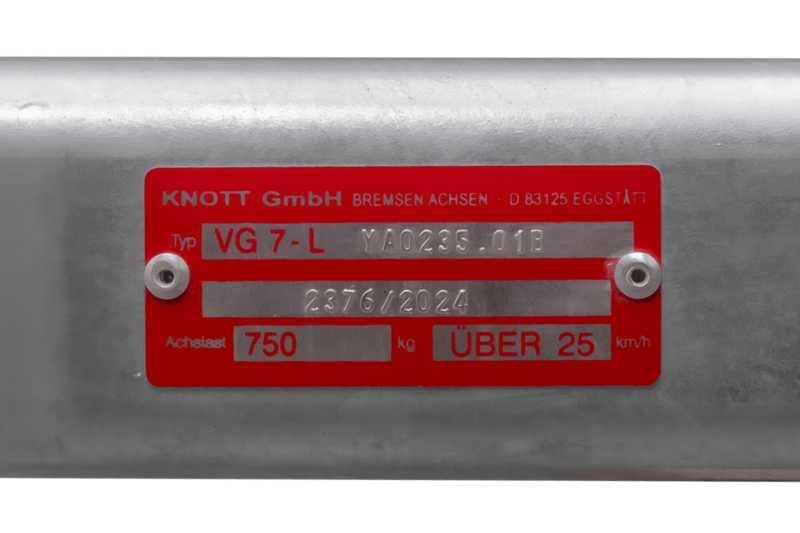 KNOTT GmbH BREMSEN ACHSEN · D 83125 EGGSTÄTT
Typ VG 7-L YA0235.01B
2376/2024
Achslast 750 kg ÜBER 25 km/h